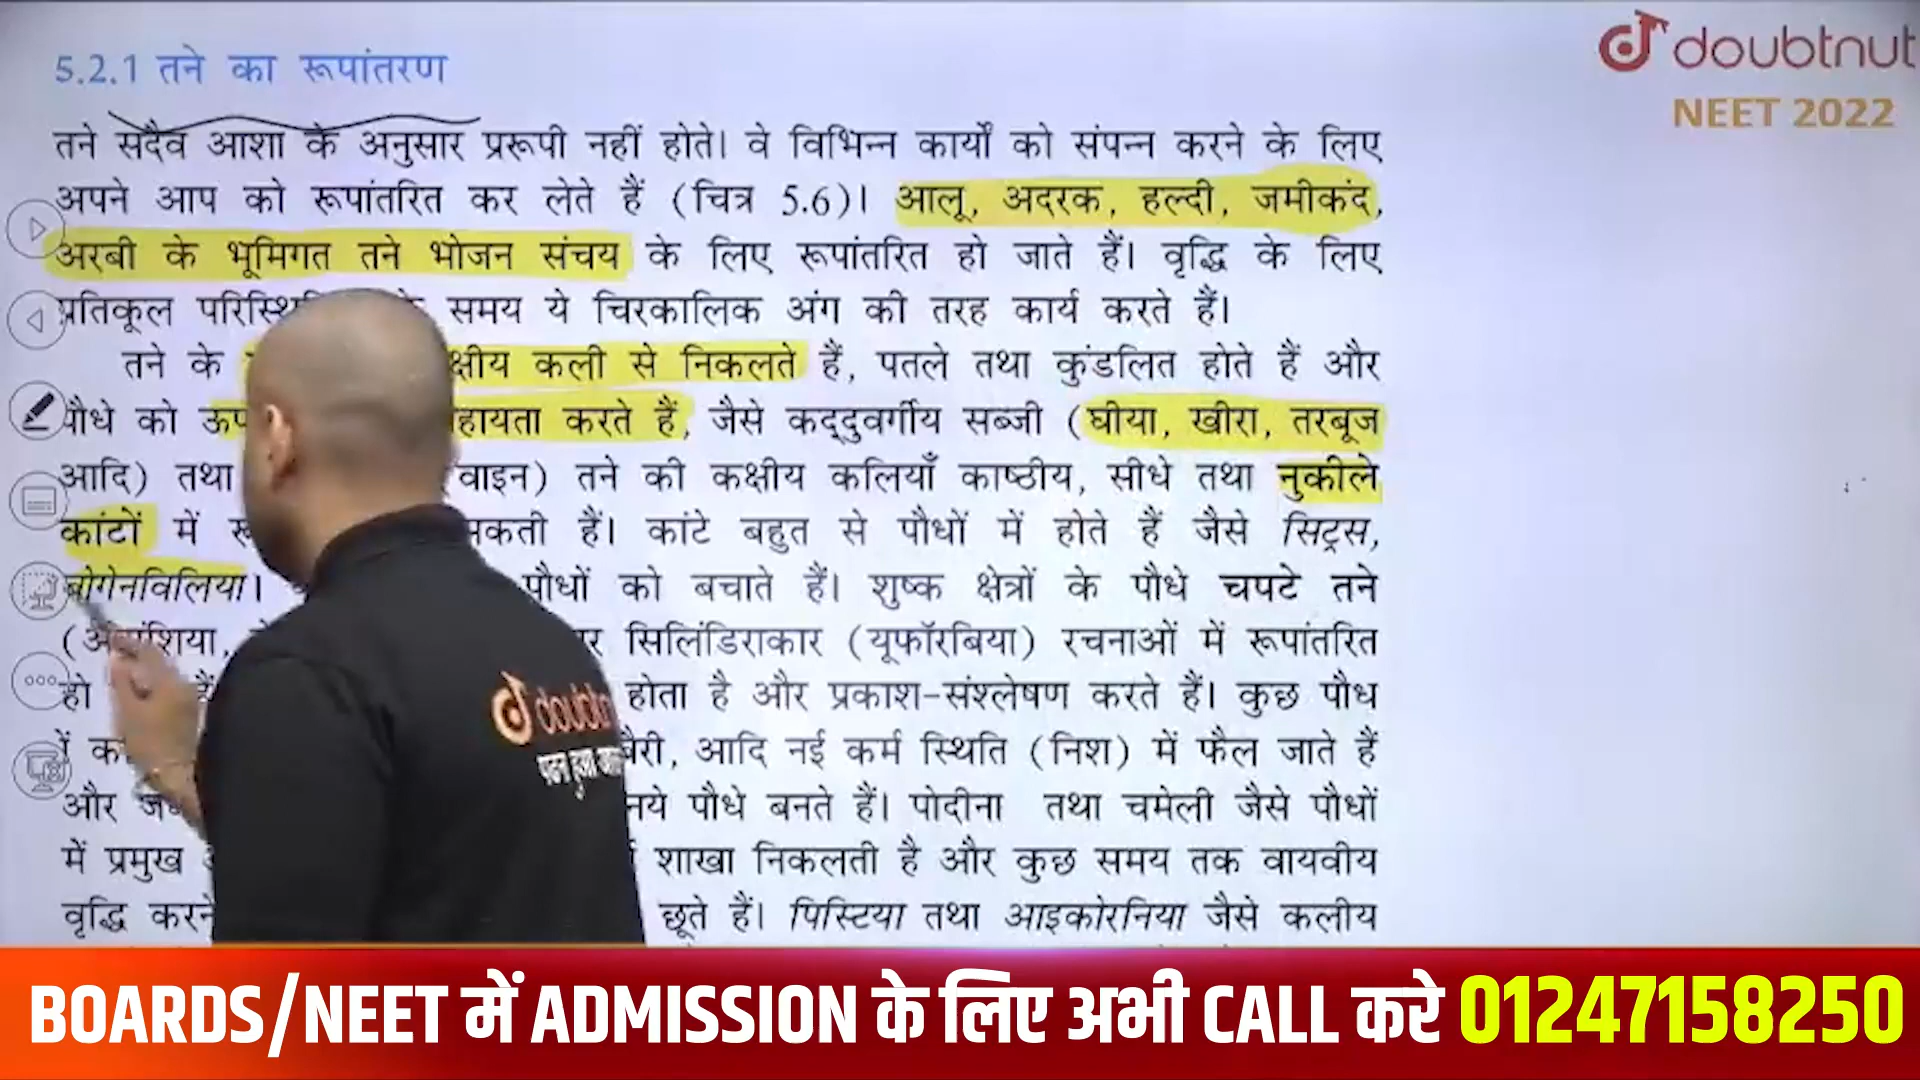 5.2.1 तने का रूपांतरण
doubtnut
NEET 2022
तने सदैव आशा के अनुसार प्ररूपी नहीं होते। वे विभिन्न कार्यों को संपन्न करने के लिए
अपने आप को रूपांतरित कर लेते हैं (चित्र 5.6)। आलू, अदरक, हल्दी, जमीकंद,
अरबी के भूमिगत तने भोजन संचय के लिए रूपांतरित हो जाते हैं। वृद्धि के लिए
प्रतिकूल समय ये चिरकालिक अंग की तरह कार्य करते हैं।
तने के कली से निकलते हैं, पतले तथा कुंडलित होते हैं और
पौधे को करते हैं, जैसे कद्दुवर्गीय सब्जी (घीया, खीरा, तरबूज
आदि) तथा (वाइन) तने की कक्षीय कलियाँ काष्ठीय, सीधे तथा नुकीले
कांटों में सकती हैं। कांटे बहुत से पौधों में होते हैं जैसे सिट्रस,
बोगेनविलिया। पौधों को बचाते हैं। शुष्क क्षेत्रों के पौधे चपटे तने
सिलिंडिराकार (यूफॉरबिया) रचनाओं में रूपांतरित
हो हैं होता है और प्रकाश-संश्लेषण करते हैं। कुछ पौध
में आदि नई कर्म स्थिति (निश) में फैल जाते हैं
और नये पौधे बनते हैं। पोदीना तथा चमेली जैसे पौधों
में प्रमुख शाखा निकलती है और कुछ समय तक वायवीय
वृद्धि करने छूते हैं। पिस्टिया तथा आइकोरनिया जैसे कलीय
BOARDS/NEET में ADMISSION के लिए अभी CALL करे 01247158250